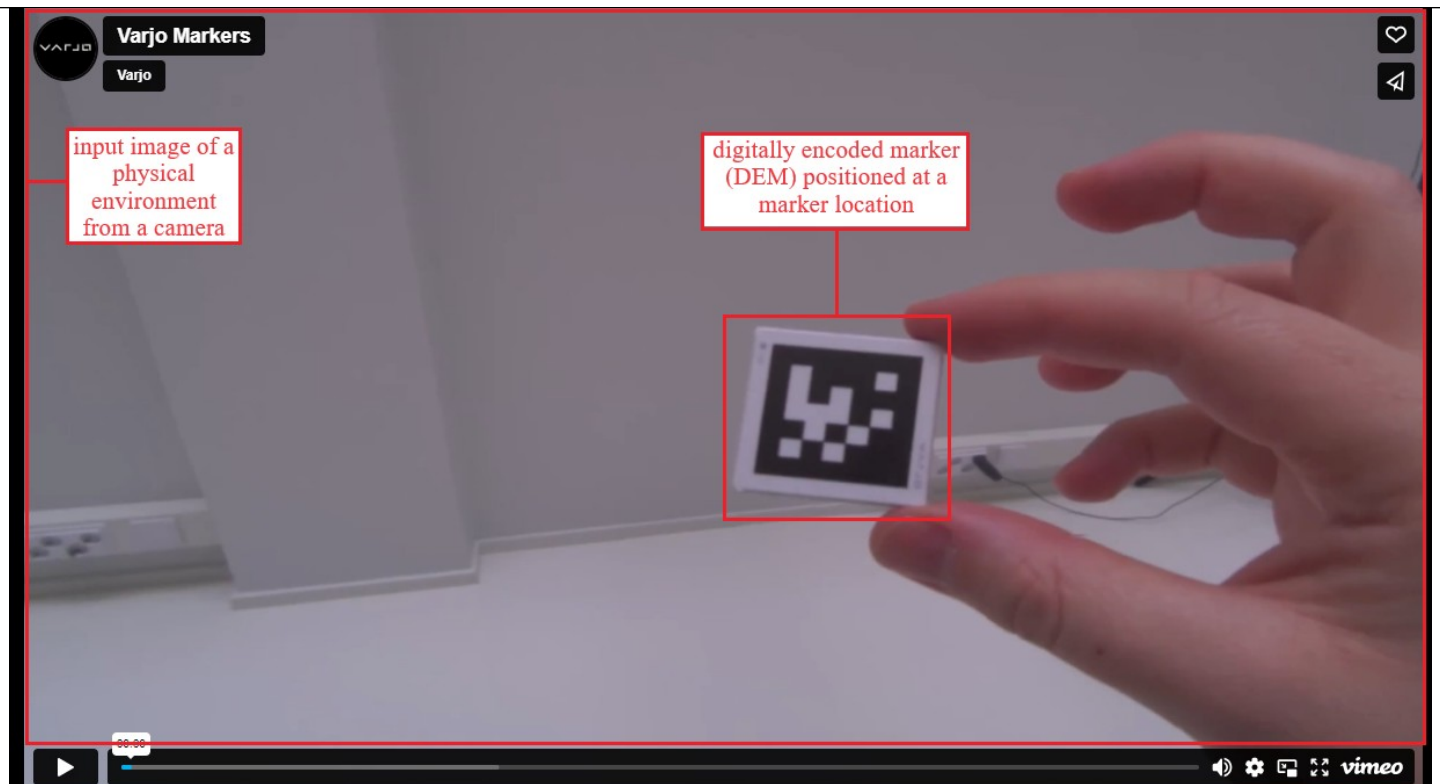 VARJO
Varjo Markers
Varjo
input image of a
physical
environment
from a camera
digitally encoded marker
(DEM) positioned at a
marker location
00:00
vimeo